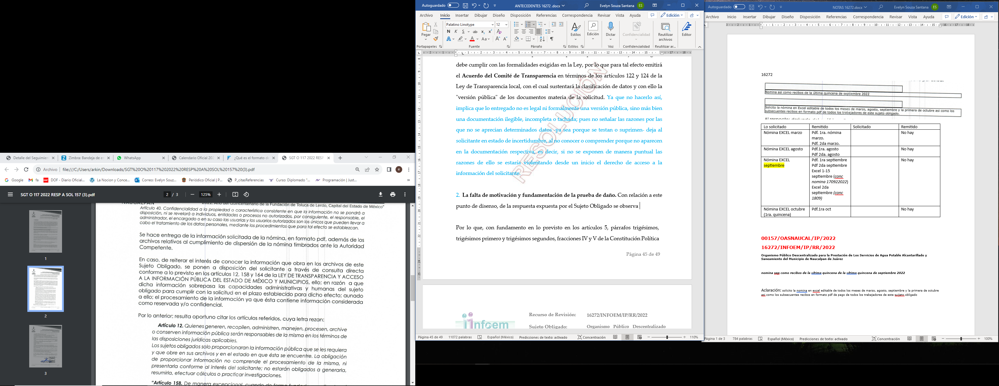 Detalle del Seguimien
Zimbra: Bandeja de e
WhatsApp
Calendario Oficial 202
¿Qué es el formato de
SGT O 117 2022 RESP
Archivo
file:///C:/Users/arkin/Downloads/SGT%20O%20117%202022%20RESP%20A%20SOL%20157%20(3).pdf
Google
fa
DOF - Diario Oficial...
La Nocion y Conce...
Correo: Evelyn Souz...
Periódico Oficial | P...
P_citasReferencias
Curso: Diplomado "...
Programación | Just...
SGT O 117 2022 RESP A SOL 157 (3).pdf
2 / 3
125%
1
2
3
NAUCALPAN
"2022. Año del Quincentenario de la Fundación de Toluca de Lerdo, Capital del Estado de México"
Artículo 40. Confidencialidad a la propiedad o característica consistente en que la información no se pondrá a
disposición, ni se revelará a individuos, entidades o procesos no autorizados, por consiguiente, el responsable, el
administrador, el encargado o en su caso las usuarias y los usuarios autorizados son los únicos que pueden llevar a
cabo el tratamiento de los datos personales, mediante los procedimientos que para tal efecto se establezcan.
Se hace entrega de la información solicitada de la nómina, en formato pdf, además de los
archivos relativos al cumplimiento de dispersión de la nómina timbrados ante la Autoridad
Competente.
En caso, de reiterar el interés de conocer la información que obra en los archivos de este
Sujeto Obligado, se ponen a disposición del solicitante a través de consulta directa
conforme a lo previsto en los artículos 12, 158 y 164 de la LEY DE TRANSPARENCIA Y ACCESO
A LA INFORMACIÓN PÚBLICA DEL ESTADO DE MÉXICO Y MUNICIPIOS, ello; en razón a que
dicha información sobrepasa las capacidades administrativas y humanas del sujeto
obligado para cumplir con la solicitud en el plazo establecido para dicho efecto; aunado
a ello; el procesamiento de la información ya que ésta contiene información considerada
como reservada y/o confidencial.
Por lo anterior; resulta oportuno citar los artículos referidos, cuya letra rezan:
Artículo 12. Quienes generen, recopilen, administren, manejen, procesen, archive
o conserven información pública serán responsables de la misma en los términos de
las disposiciones jurídicas aplicables.
Los sujetos obligados solo proporcionaran la información pública que se les requiera
y que obre en sus archivos y en el estado en que ésta se encuentre. La obligación
de proporcionar información no comprende el procesamiento de la misma, ni
presentarla conforme al interés del solicitante; no estarán obligados a generarla,
resumirla, efectuar cálculos o practicar investigaciones.
"Artículo 158. De manera excepcional, cuando de forma
Autoguardado
ANTECEDENTES 16272 .docx
Evelyn Souza Santana
ES
Archivo
Inicio
Insertar
Dibujar
Diseño
Disposición
Referencias
Correspondencia
Revisar
Vista
Ayuda
Edición
Palatino Linotype
12
Pegar
Estilos
Edición
Dictar
Confidencialidad
Reutilizar
archivos
Editor
Portapapeles
Fuente
Párrafo
Estilos
Voz
Confidencialidad
Reutilizar ar...
debe cumplir con las formalidades exigidas en la Ley, por lo que para tal efecto emitirá
el Acuerdo del Comité de Transparencia en términos de los artículos 122 y 124 de la
Ley de Transparencia local, con el cual sustentará la clasificación de datos y con ello la
"versión pública" de los documentos materia de la solicitud. Ya que no hacerlo así,
implica que lo entregado no es legal ni formalmente una versión pública, sino más bien
una documentación ilegible, incompleta o tachada; pues no señalar las razones por las
que no se aprecian determinados datos -ya sea porque se testan o suprimen- deja al
solicitante en estado de incertidumbre, al no conocer o comprender porque no aparecen
en la documentación respectiva, es decir, si no se exponen de manera puntual las
razones de ello se estaría violentando desde un inicio el derecho de acceso a la
información del solicitante.
RESOLUCIÓN
2. La falta de motivación y fundamentación de la prueba de daño. Con relación a este
punto de disenso, de la respuesta expuesta por el Sujeto Obligado se observa
Por lo que, con fundamento en lo previsto en los artículos 5, párrafos trigésimos,
trigésimos primero y trigésimos segundos, fracciones IV y V de la Constitución Política
Página 45 de 49
infoem
Recurso de Revisión: 16272/INFOEM/IP/RR/2022
Sujeto Obligado: Organismo Público Descentralizado
Página 45 de 49
11072 palabras
Español (México)
Predicciones de texto: activado
Concentración
110%
Autoguardado
NOTAS 16272.docx
Evelyn Souza Santana
ES
Archivo
Inicio
Insertar
Dibujar
Diseño
Disposición
Referencias
Correspondencia
Revisar
Vista
Ayuda
Edición
16272
Nomina asi como recibos de la última quincena de septiembre 2022
Solicito la nómina en Excel editable de todos los meses de marzo, agosto, septiembre y la primera de octubre asi como los
subsecuentes recibos en formato pdf de todos los trabajadores de este sujeto obligado.
Lo solicitado
Remitido
Solicitado
Remitido
Nómina EXCEL marzo
Pdf. 1ra. nómina
marzo.
Pdf. 2da marzo.
No hay
Nómina EXCEL agosto
Pdf.1ra. agosto
Pdf 2da. agosto
No hay
Nómina EXCEL
septiembre
Pdf. 1ra septiembre
Pdf 2da septiembre
Excel 1-15
septiembre (conc
nomina 170922022)
Excel 2da
septiembre (conc
1809)
No hay
Nómina EXCEL octubre
(1ra. quincena)
Pdf.1ra oct
No hay
00157/OASNAUCAL/IP/2022
16272/INFOEM/IP/RR/2022
Organismo Público Descentralizado para la Prestación de Los Servicios de Agua Potable Alcantarillado y
Saneamiento del Municipio de Naucalpan de Juárez
nomina sep como recibos de la ultima quincena de la ultima quincena de septiembre 2022
Aclaración: solicito la nomina en excel editable de todos los meses de marzo, agosto, septiembre y la primera de octubre
asi como los subsecuentes recibos en formato pdf de pago de todos los trabajadores de este sujjeto obligado
Página 1 de 3
784 palabras
Español (México)
Predicciones de texto: activado
Concentración
100%